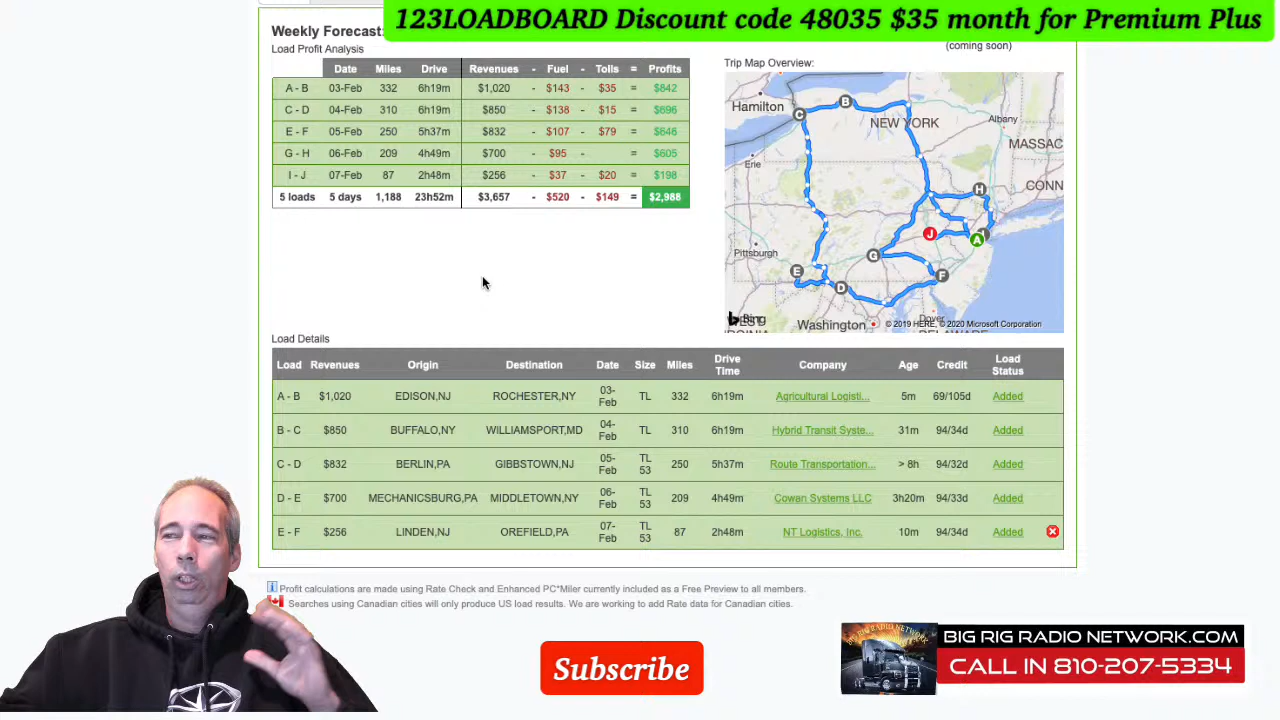 123LOADBOARD Discount code 48035 $35 month for Premium Plus
Weekly Forecast:
(coming soon)
Load Profit Analysis
Date Miles Drive Revenues - Fuel - Tolls = Profits
A - B 03-Feb 332 6h19m $1,020 - $143 - $35 = $842
C - D 04-Feb 310 6h19m $850 - $138 - $15 = $696
E - F 05-Feb 250 5h37m $832 - $107 - $79 = $646
G - H 06-Feb 209 4h49m $700 - $95 - = $605
I - J 07-Feb 87 2h48m $256 - $37 - $20 = $198
5 loads 5 days 1,188 23h52m $3,657 - $520 - $149 = $2,988
Trip Map Overview:
Hamilton
B
C
NEW YORK
Albany
MASSAC
Erie
H
CONN
J
A
Pittsburgh
G
E
F
D
Washington
Dover
© 2019 HERE, © 2020 Microsoft Corporation
Load Details
Load Revenues Origin Destination Date Size Miles Drive Time Company Age Credit Load Status
A - B $1,020 EDISON,NJ ROCHESTER,NY 03-Feb TL 332 6h19m Agricultural Logisti... 5m 69/105d Added
B - C $850 BUFFALO,NY WILLIAMSPORT,MD 04-Feb TL 310 6h19m Hybrid Transit Syste... 31m 94/34d Added
C - D $832 BERLIN,PA GIBBSTOWN,NJ 05-Feb TL 53 250 5h37m Route Transportation... > 8h 94/32d Added
D - E $700 MECHANICSBURG,PA MIDDLETOWN,NY 06-Feb TL 53 209 4h49m Cowan Systems LLC 3h20m 94/33d Added
E - F $256 LINDEN,NJ OREFIELD,PA 07-Feb TL 53 87 2h48m NT Logistics, Inc. 10m 94/34d Added
Profit calculations are made using Rate Check and Enhanced PC*Miler currently included as a Free Preview to all members.
Searches using Canadian cities will only produce US load results. We are working to add Rate data for Canadian cities.
Subscribe
BIG RIG RADIO NETWORK.COM
CALL IN 810-207-5334